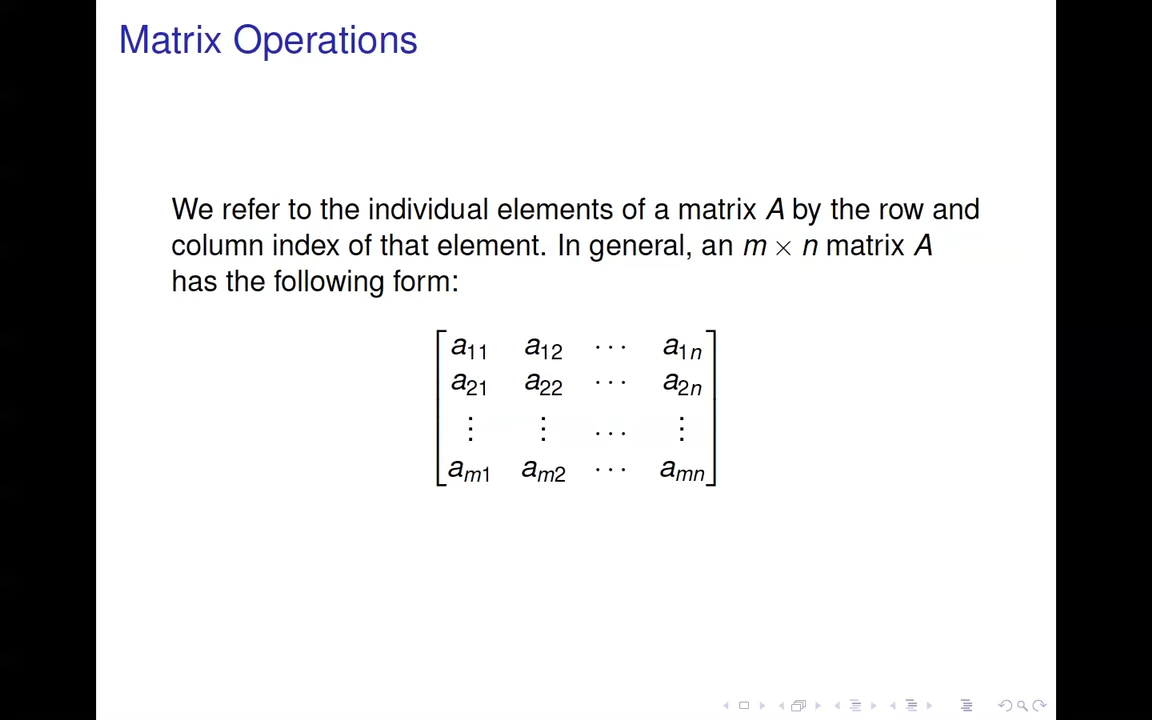 Matrix Operations
We refer to the individual elements of a matrix A by the row and
column index of that element. In general, an m × n matrix A
has the following form:
a₁₁ a₁₂ ⋯ a₁ₙ
a₂₁ a₂₂ ⋯ a₂ₙ
⋮ ⋮ ⋯ ⋮
aₘ₁ aₘ₂ ⋯ aₘₙ